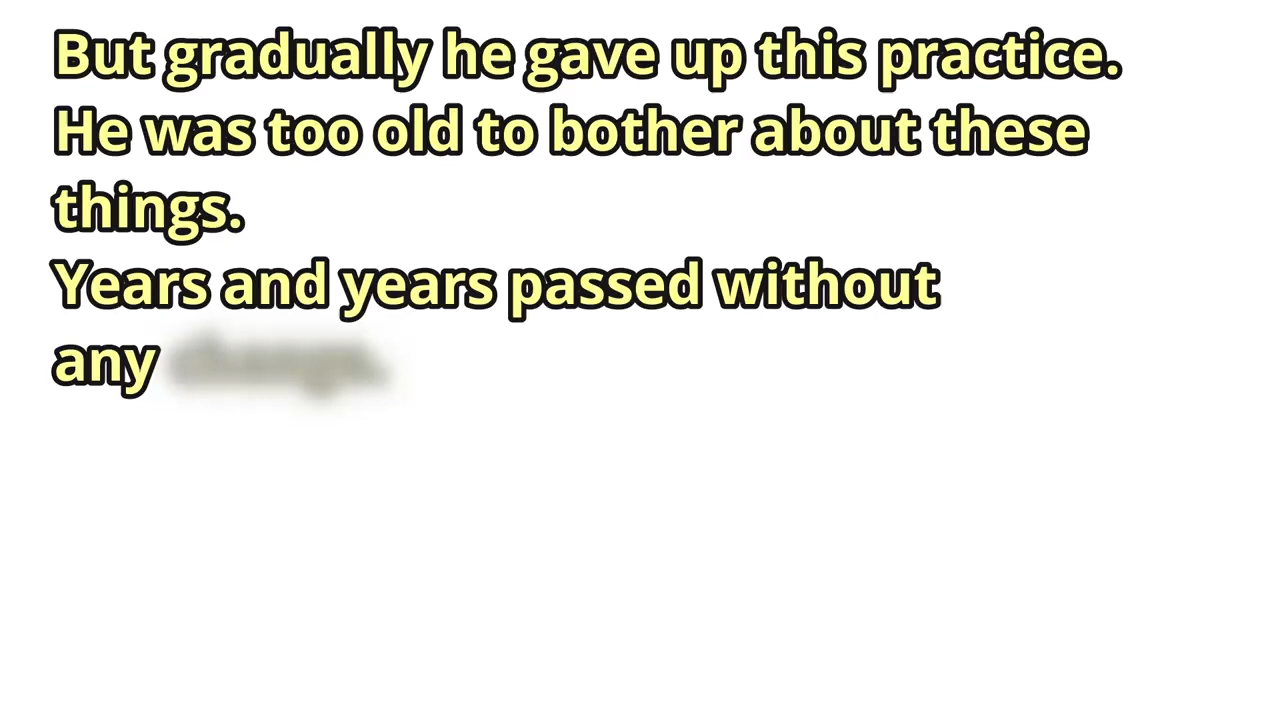 But gradually he gave up this practice.
He was too old to bother about these
things.
Years and years passed without
any